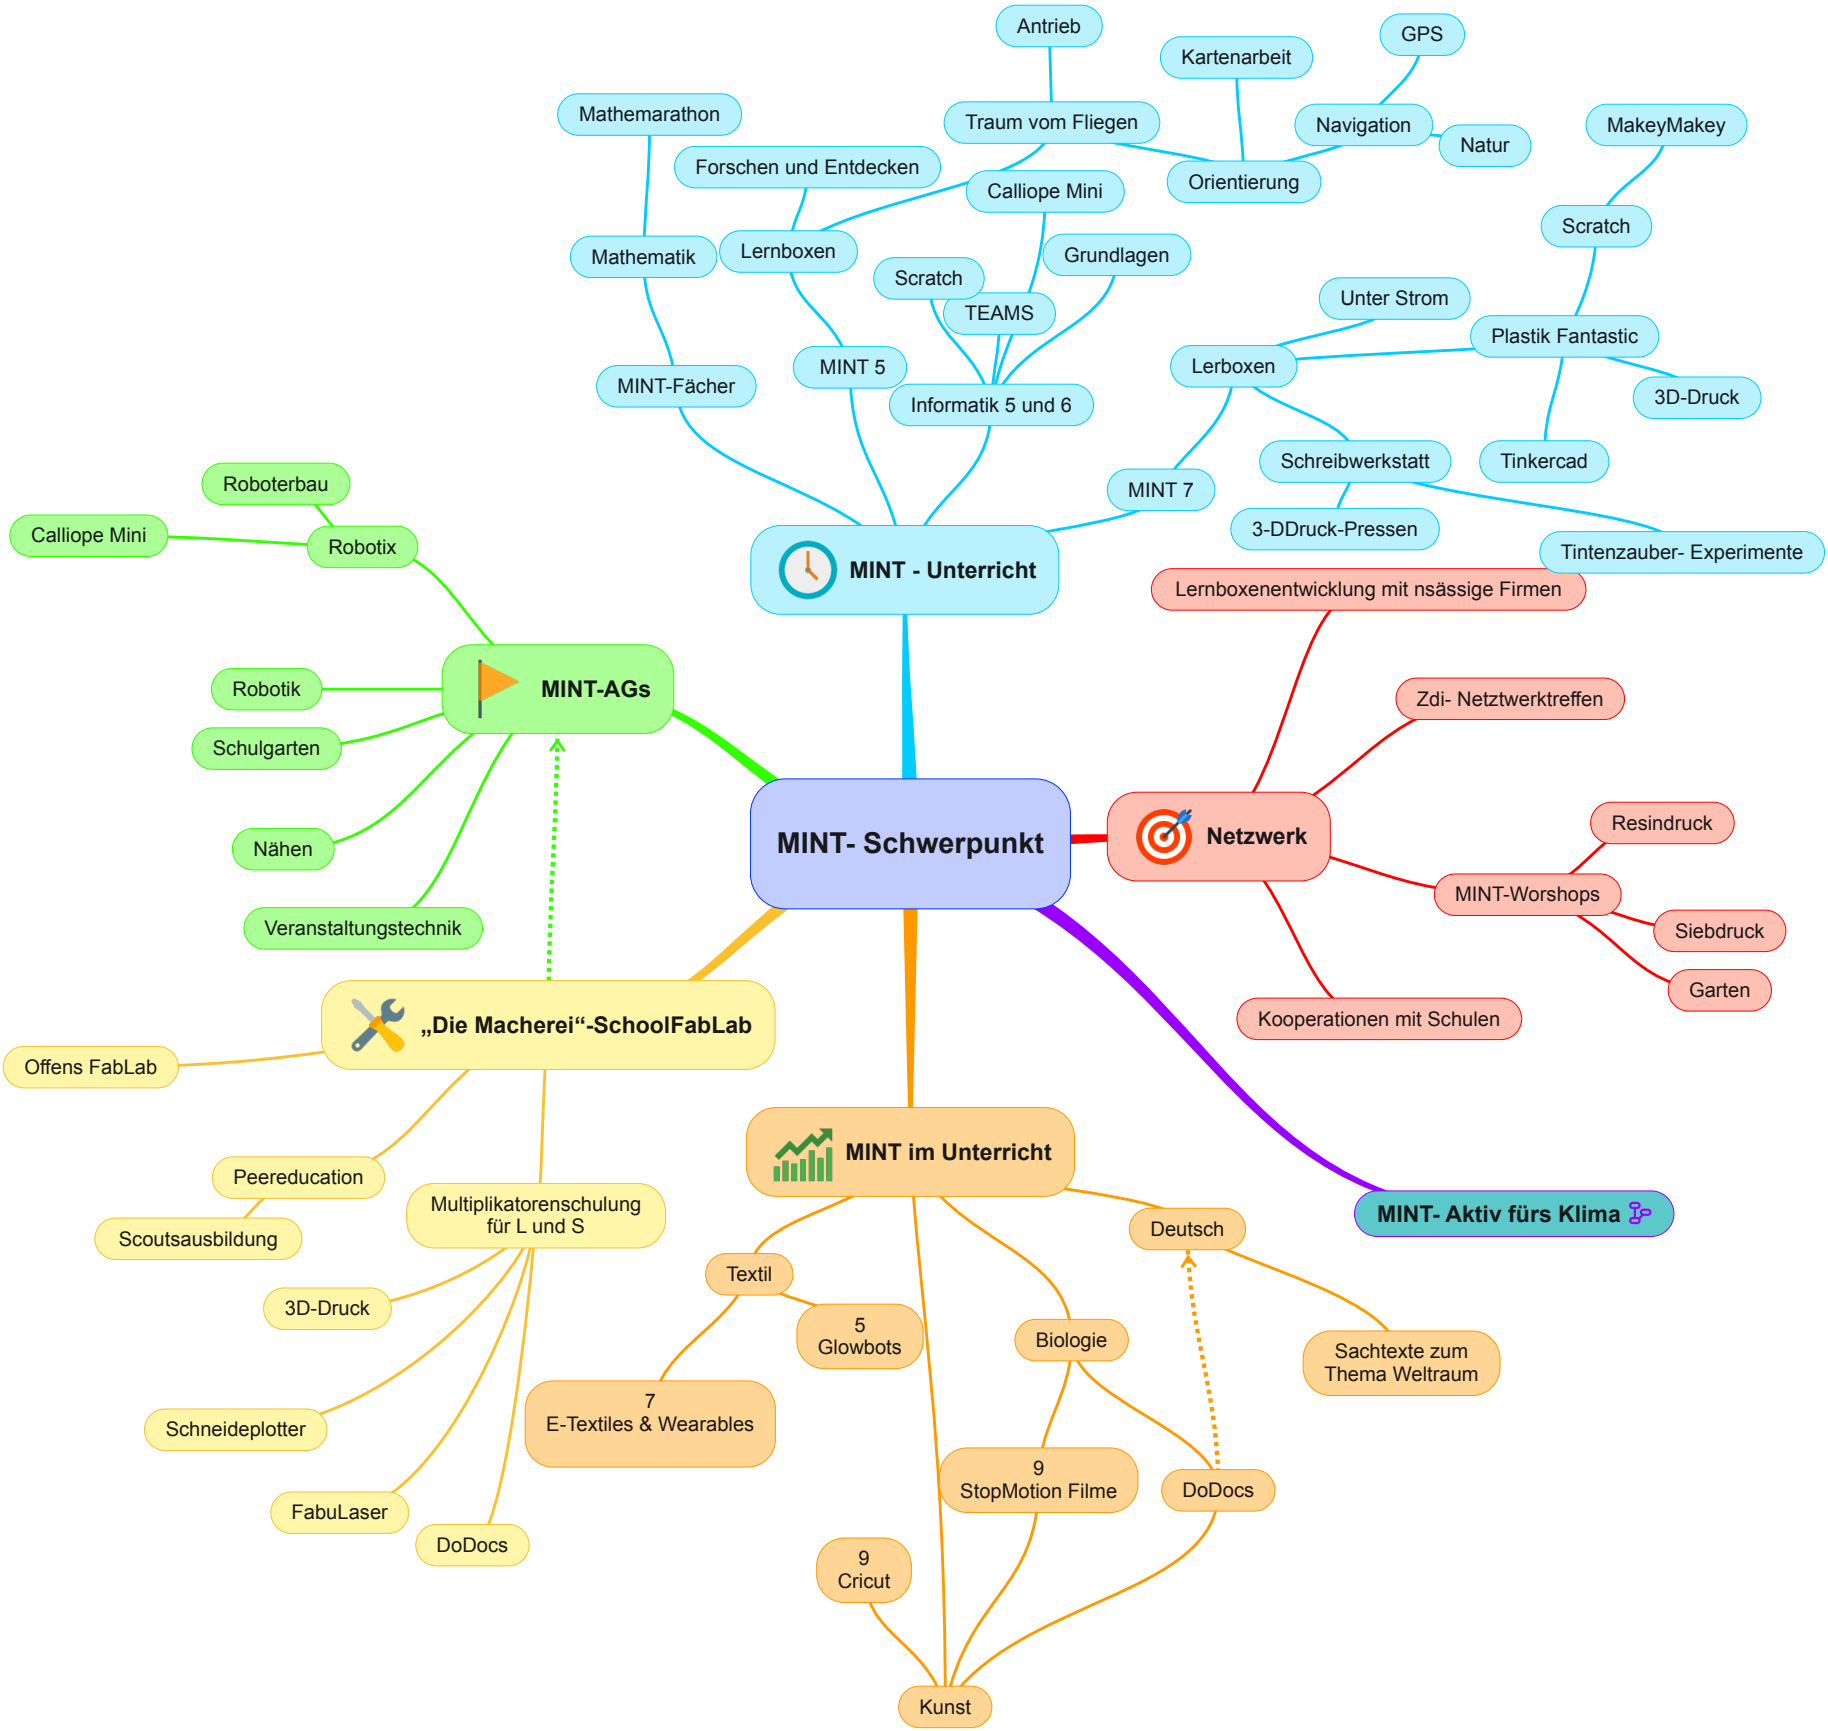 Antrieb
GPS
Kartenarbeit
Mathemarathon
Traum vom Fliegen
Navigation
MakeyMakey
Natur
Forschen und Entdecken
Calliope Mini
Orientierung
Scratch
Mathematik
Lernboxen
Grundlagen
Scratch
TEAMS
Unter Strom
Plastik Fantastic
MINT 5
Lerboxen
MINT-Fächer
Informatik 5 und 6
3D-Druck
Schreibwerkstatt
Tinkercad
MINT 7
3-DDruck-Pressen
Tintenzauber- Experimente
MINT - Unterricht
Roboterbau
Calliope Mini
Robotix
Lernboxenentwicklung mit nsässige Firmen
Robotik
MINT-AGs
Zdi- Netztwerktreffen
Schulgarten
Nähen
MINT- Schwerpunkt
Netzwerk
Resindruck
MINT-Worshops
Veranstaltungstechnik
Siebdruck
Garten
Kooperationen mit Schulen
„Die Macherei“-SchoolFabLab
Offens FabLab
Peereducation
MINT im Unterricht
Multiplikatorenschulung
für L und S
MINT- Aktiv fürs Klima
Scoutsausbildung
Deutsch
Textil
3D-Druck
5
Glowbots
Biologie
Sachtexte zum
Thema Weltraum
7
E-Textiles & Wearables
Schneideplotter
9
StopMotion Filme
DoDocs
FabuLaser
DoDocs
9
Cricut
Kunst